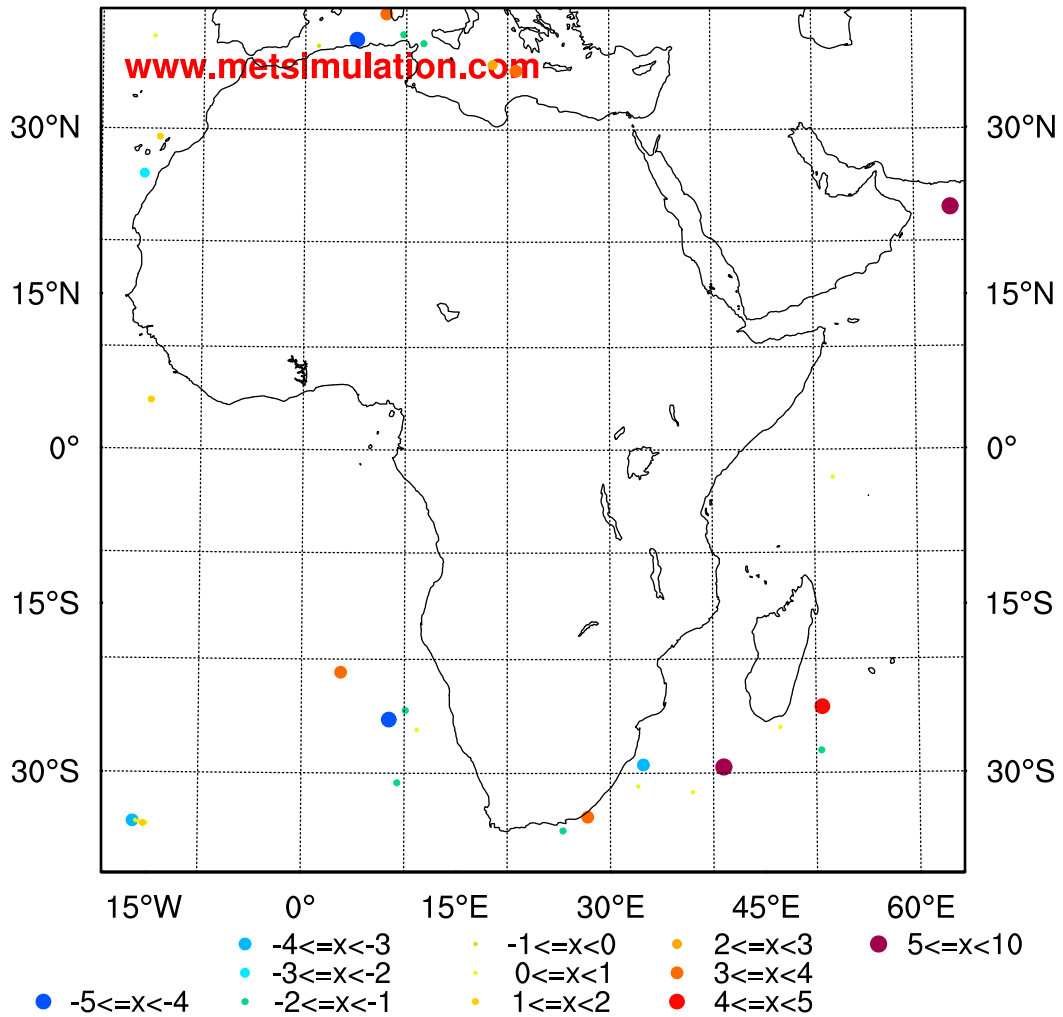 www.metsimulation.com
30°N 30°N
15°N 15°N
0° 0°
15°S 15°S
30°S 30°S
15°W 0° 15°E 30°E 45°E 60°E
-4<=x<-3 -1<=x<0 2<=x<3 5<=x<10
-3<=x<-2 0<=x<1 3<=x<4
-5<=x<-4 -2<=x<-1 1<=x<2 4<=x<5